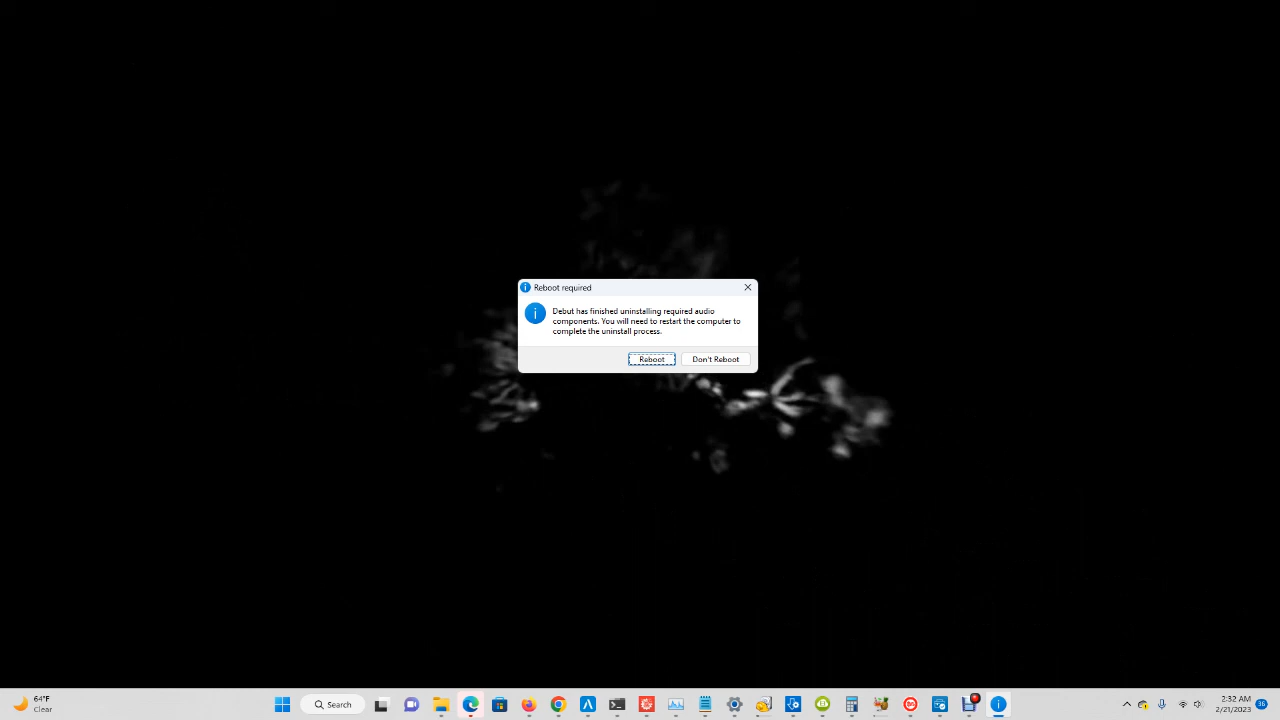 Reboot required
Debut has finished uninstalling required audio
components. You will need to restart the computer to
complete the uninstall process.
Reboot
Don't Reboot
64°F
Clear
Search
2:32 AM
2/21/2023
36